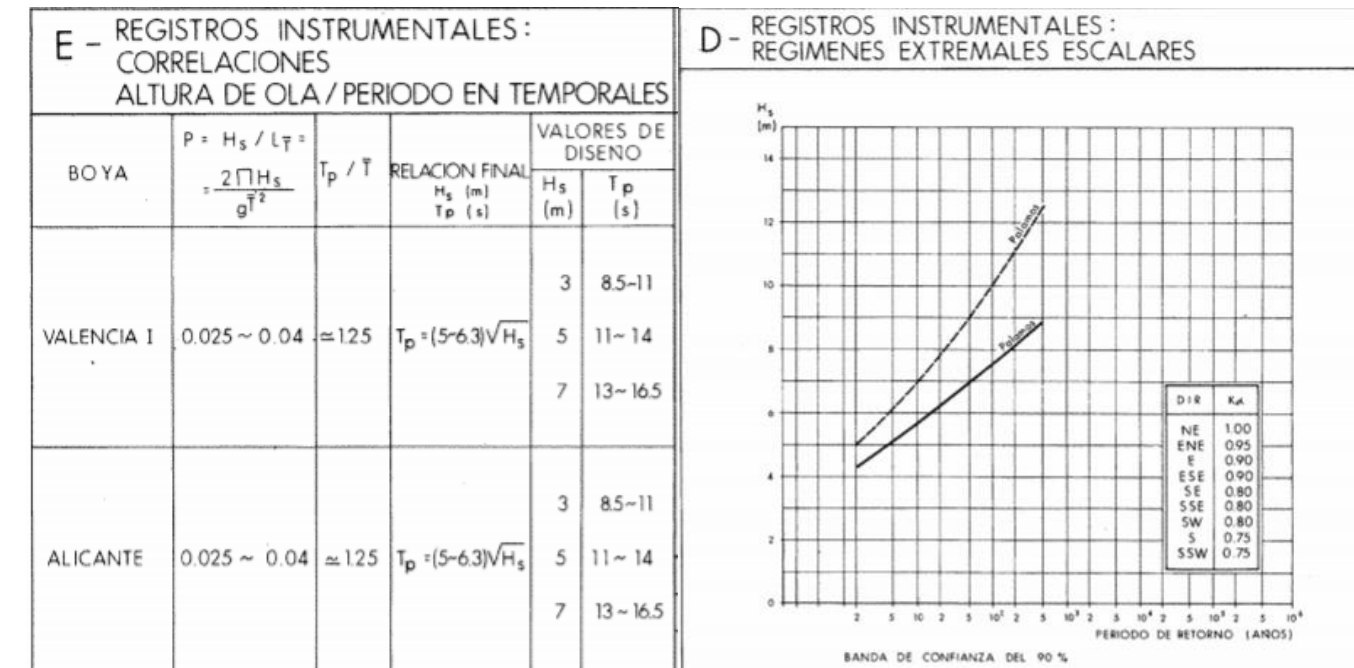 E - REGISTROS INSTRUMENTALES:
CORRELACIONES
ALTURA DE OLA / PERIODO EN TEMPORALES
BOYA
P = Hs / LT̄ =
= 2∏Hs / gT̄²
Tp / T̄
RELACION FINAL
Hs (m)
Tp (s)
VALORES DE
DISEÑO
Hs
(m)
Tp
(s)
VALENCIA I
0.025 ~ 0.04
≃1.25
Tp =(5~6.3)√Hs
3 8.5~11
5 11~14
7 13~16.5
ALICANTE
0.025 ~ 0.04
≃1.25
Tp =(5~6.3)√Hs
3 8.5~11
5 11~14
7 13~16.5
D - REGISTROS INSTRUMENTALES:
REGIMENES EXTREMALES ESCALARES
Hs
(m)
14
12
10
8
6
4
2
0
Palamos
Palamos
DIR Kα
NE 1.00
ENE 0.95
E 0.90
ESE 0.90
SE 0.80
SSE 0.80
SW 0.80
S 0.75
SSW 0.75
2 5 10 2 5 10² 2 5 10³ 2 5 10⁴ 2 5 10⁵ 2 5 10⁶
PERIODO DE RETORNO (AÑOS)
BANDA DE CONFIANZA DEL 90 %